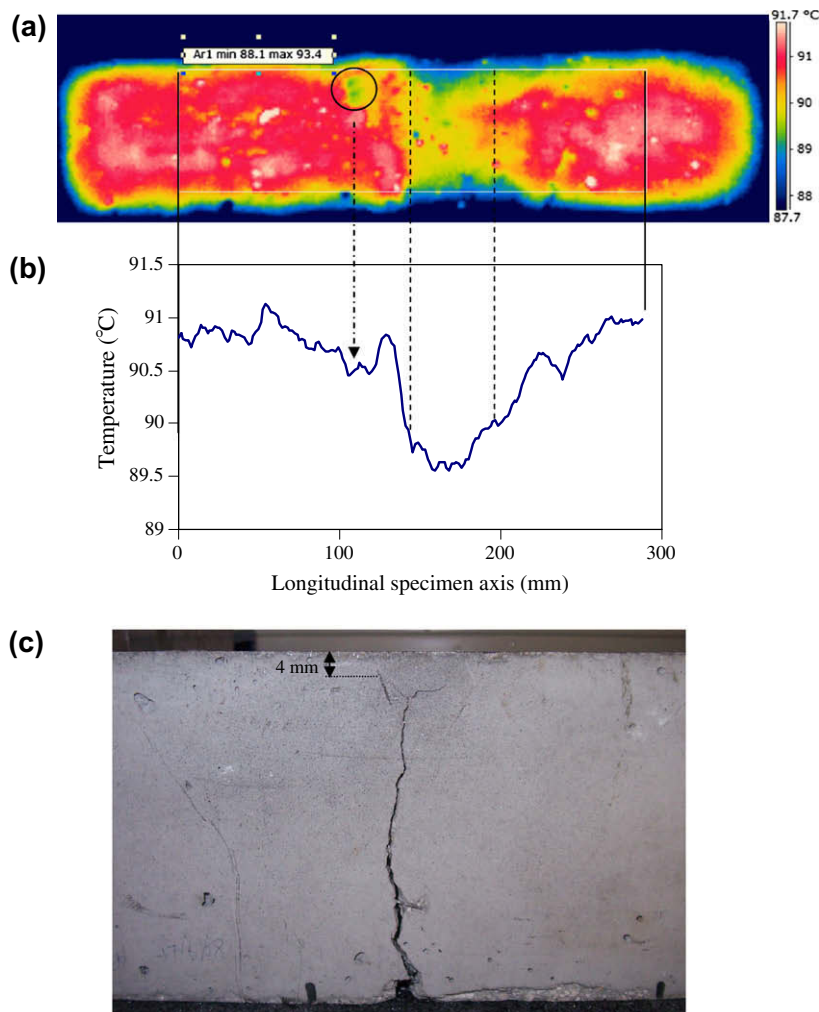 (a)
91.7 °C
Ar1 min 88.1 max 93.4
91
90
89
88
87.7
(b)
91.5
91
90.5
90
89.5
89
Temperature (℃)
0
100
200
300
Longitudinal specimen axis (mm)
(c)
4 mm